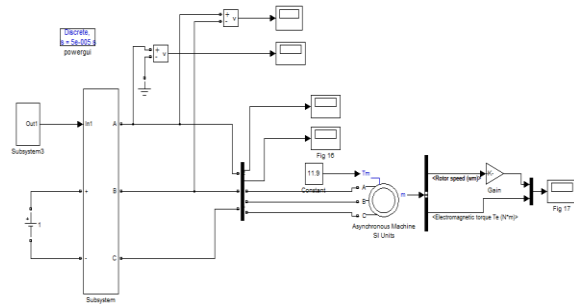 Discrete,
s = 5e-005 s
powergui
+
-
v
+
-
v
Out1
Subsystem3
In1
A
B
C
+
-
1
Subsystem
Fig 16
11.9
Constant
Tm
A
B
C
m
Asynchronous Machine
SI Units
<Rotor speed (wm)>
-K-
Gain
<Electromagnetic torque Te (N*m)>
Fig 17